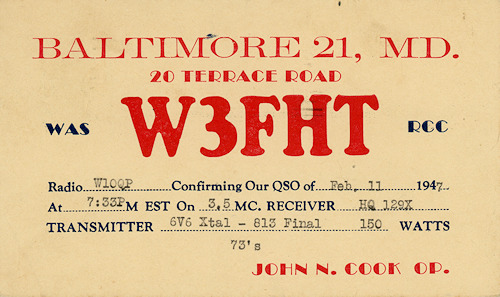 BALTIMORE 21, MD.
20 TERRACE ROAD
WAS W3FHT RCC
Radio W1OQP Confirming Our QSO of Feb, 11 1947
At 7:33P M EST On 3.5 MC. RECEIVER HQ 129X
TRANSMITTER 6V6 Xtal - 813 Final 150 WATTS
73's
JOHN N. COOK OP.